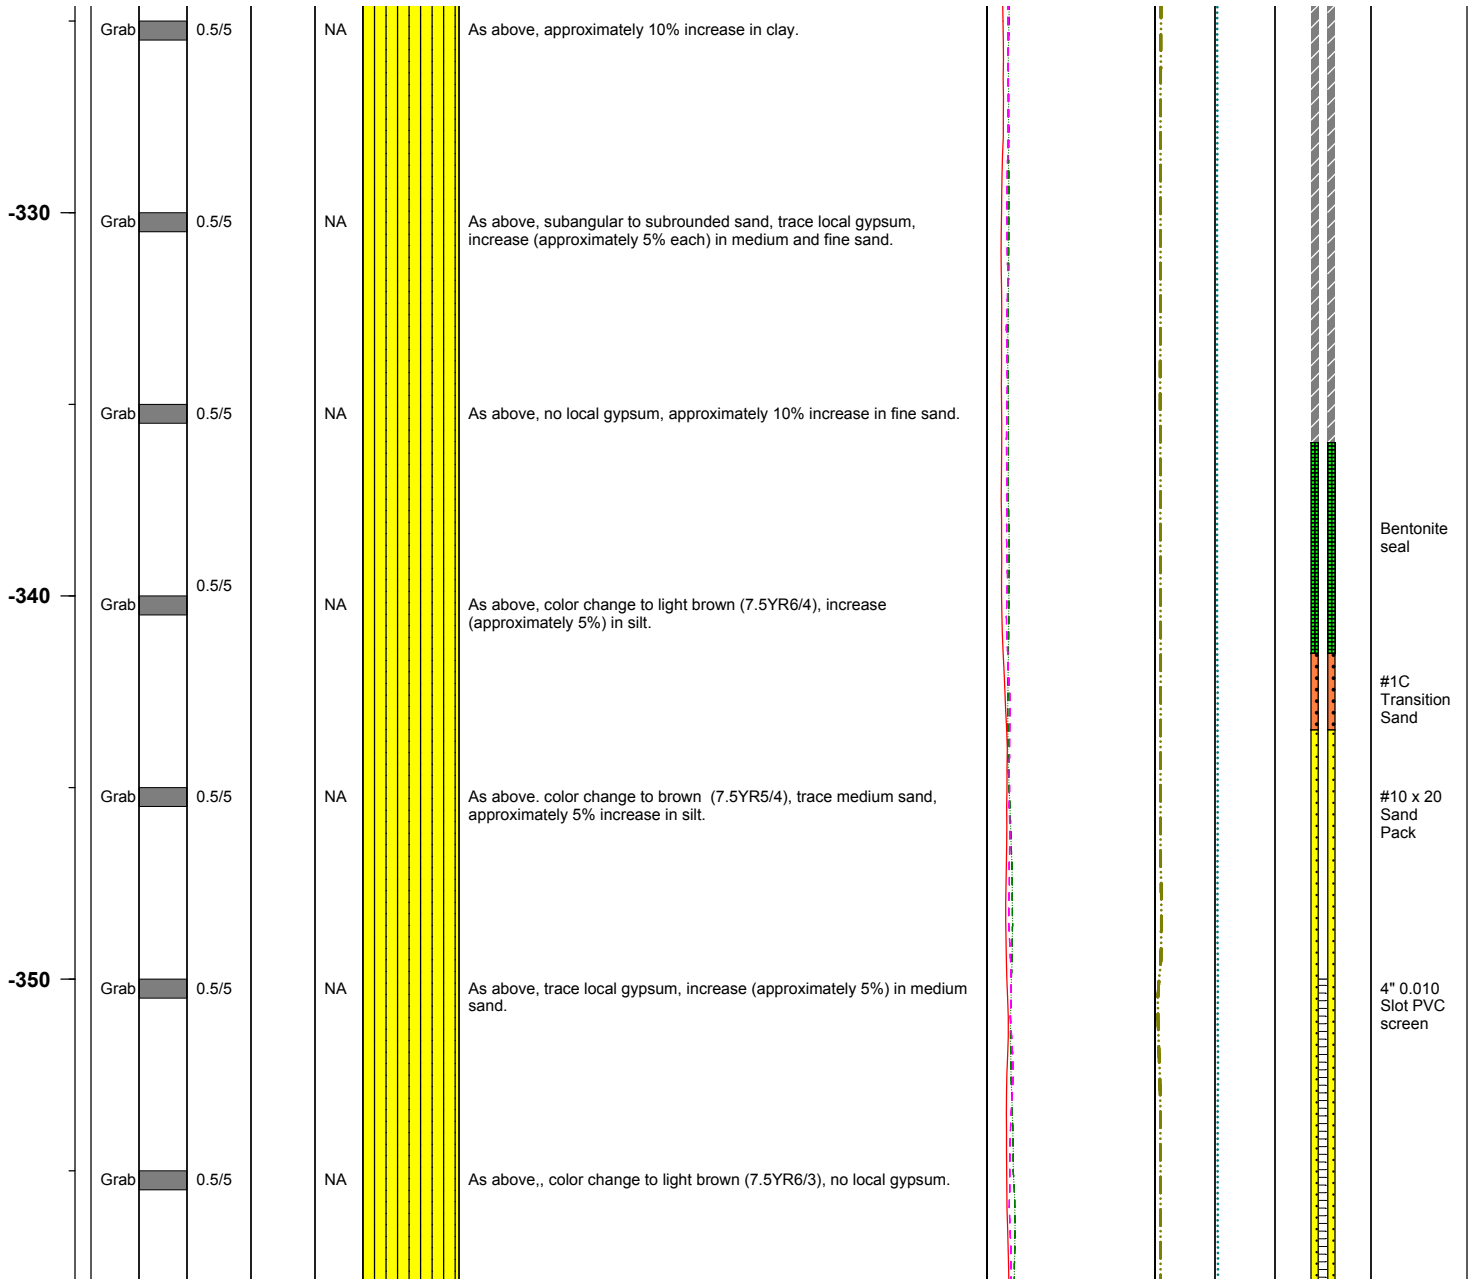 Grab 0.5/5 NA As above, approximately 10% increase in clay.
-330
Grab 0.5/5 NA As above, subangular to subrounded sand, trace local gypsum,
increase (approximately 5% each) in medium and fine sand.
Grab 0.5/5 NA As above, no local gypsum, approximately 10% increase in fine sand.
Bentonite
seal
0.5/5
-340
Grab NA As above, color change to light brown (7.5YR6/4), increase
(approximately 5%) in silt.
#1C
Transition
Sand
Grab 0.5/5 NA As above. color change to brown (7.5YR5/4), trace medium sand,
approximately 5% increase in silt.
#10 x 20
Sand
Pack
-350
Grab 0.5/5 NA As above, trace local gypsum, increase (approximately 5%) in medium
sand.
4" 0.010
Slot PVC
screen
Grab 0.5/5 NA As above,, color change to light brown (7.5YR6/3), no local gypsum.